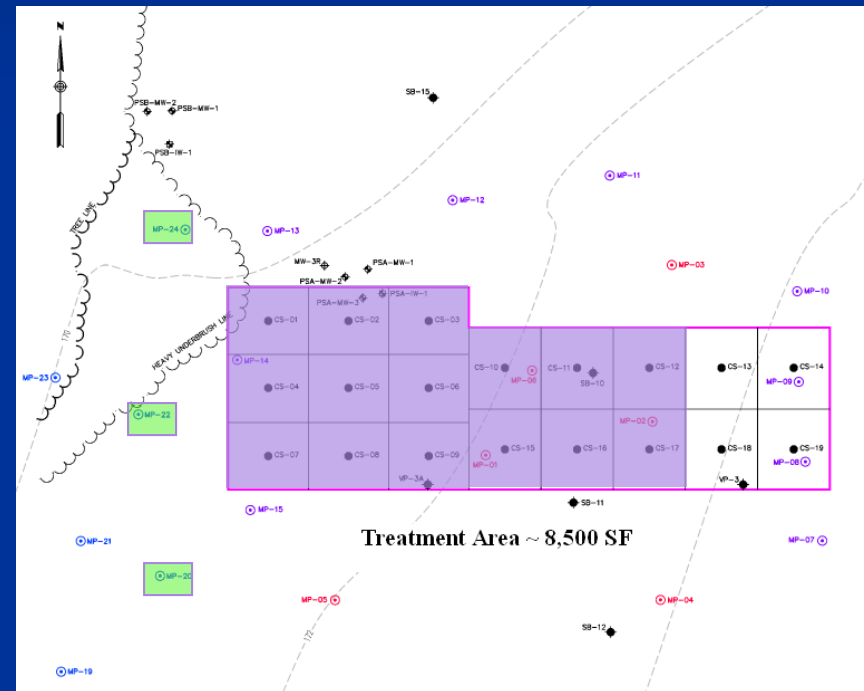 N
PSB-MW-2
PSB-MW-1
SB-15
PSB-IW-1
TREE LINE
MP-11
MP-12
MP-24
MP-13
MW-3R
PSA-MW-1
PSA-MW-2
MP-03
PSA-MW-3
PSA-IW-1
MP-10
170
HEAVY UNDERBRUSH LINE
CS-01
CS-02
CS-03
MP-14
CS-10
MP-06
CS-11
SB-10
CS-12
CS-13
CS-14
MP-23
MP-09
CS-04
CS-05
CS-06
MP-22
MP-02
CS-07
CS-08
CS-09
MP-01
CS-15
CS-16
CS-17
CS-18
CS-19
MP-08
VP-3A
VP-3
MP-15
SB-11
Treatment Area ~ 8,500 SF
MP-21
MP-07
MP-20
MP-05
MP-04
172
SB-12
MP-19